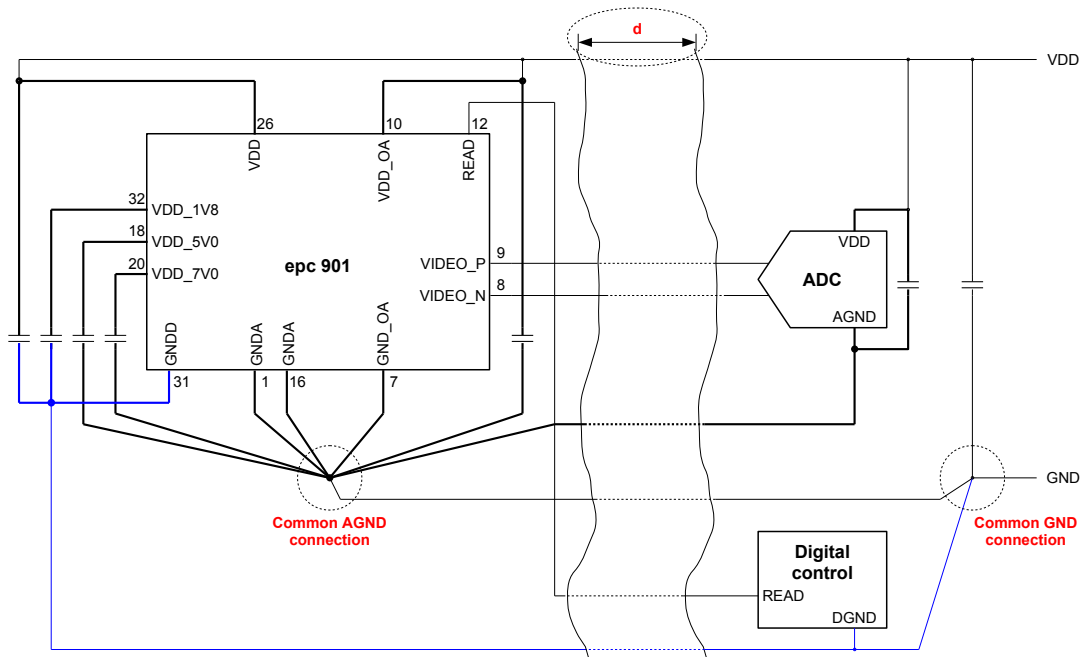 d
VDD
26
10
12
VDD
VDD_OA
READ
32
VDD_1V8
18
VDD_5V0
20
VDD_7V0
epc 901
VIDEO_P
9
VIDEO_N
8
VDD
ADC
AGND
GNDD
GNDA
GNDA
GND_OA
31
1
16
7
GND
Common AGND
connection
Common GND
connection
Digital
control
READ
DGND